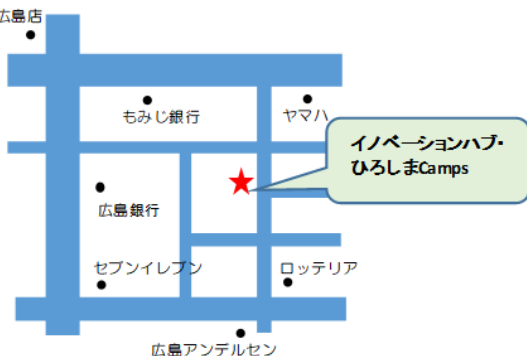 広島店
もみじ銀行
ヤマハ
イノベーションハブ・
ひろしまCamps
広島銀行
セブンイレブン
ロッテリア
広島アンデルセン